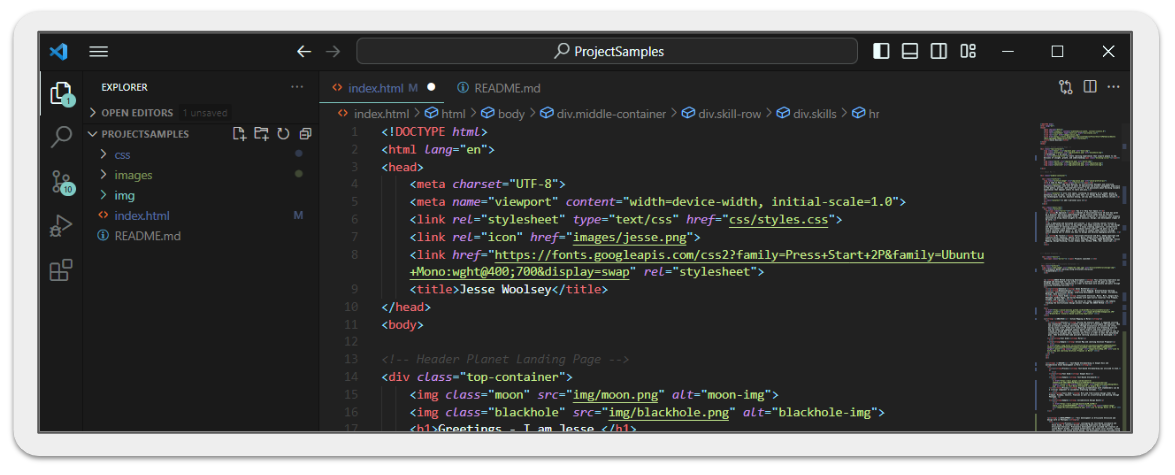 ProjectSamples
EXPLORER
index.html M
README.md
OPEN EDITORS 1 unsaved
index.html > html > body > div.middle-container > div.skill-row > div.skills > hr
PROJECTSAMPLES
css
images
img
index.html M
README.md
1
10
1 <!DOCTYPE html>
2 <html lang="en">
3 <head>
4 <meta charset="UTF-8">
5 <meta name="viewport" content="width=device-width, initial-scale=1.0">
6 <link rel="stylesheet" type="text/css" href="css/styles.css">
7 <link rel="icon" href="images/jesse.png">
8 <link href="https://fonts.googleapis.com/css2?family=Press+Start+2P&family=Ubuntu
+Mono:wght@400;700&display=swap" rel="stylesheet">
9 <title>Jesse Woolsey</title>
10 </head>
11 <body>
12
13 <!-- Header Planet Landing Page -->
14 <div class="top-container">
15 <img class="moon" src="img/moon.png" alt="moon-img">
16 <img class="blackhole" src="img/blackhole.png" alt="blackhole-img">
17 <h1>Greetings - I am Jesse </h1>